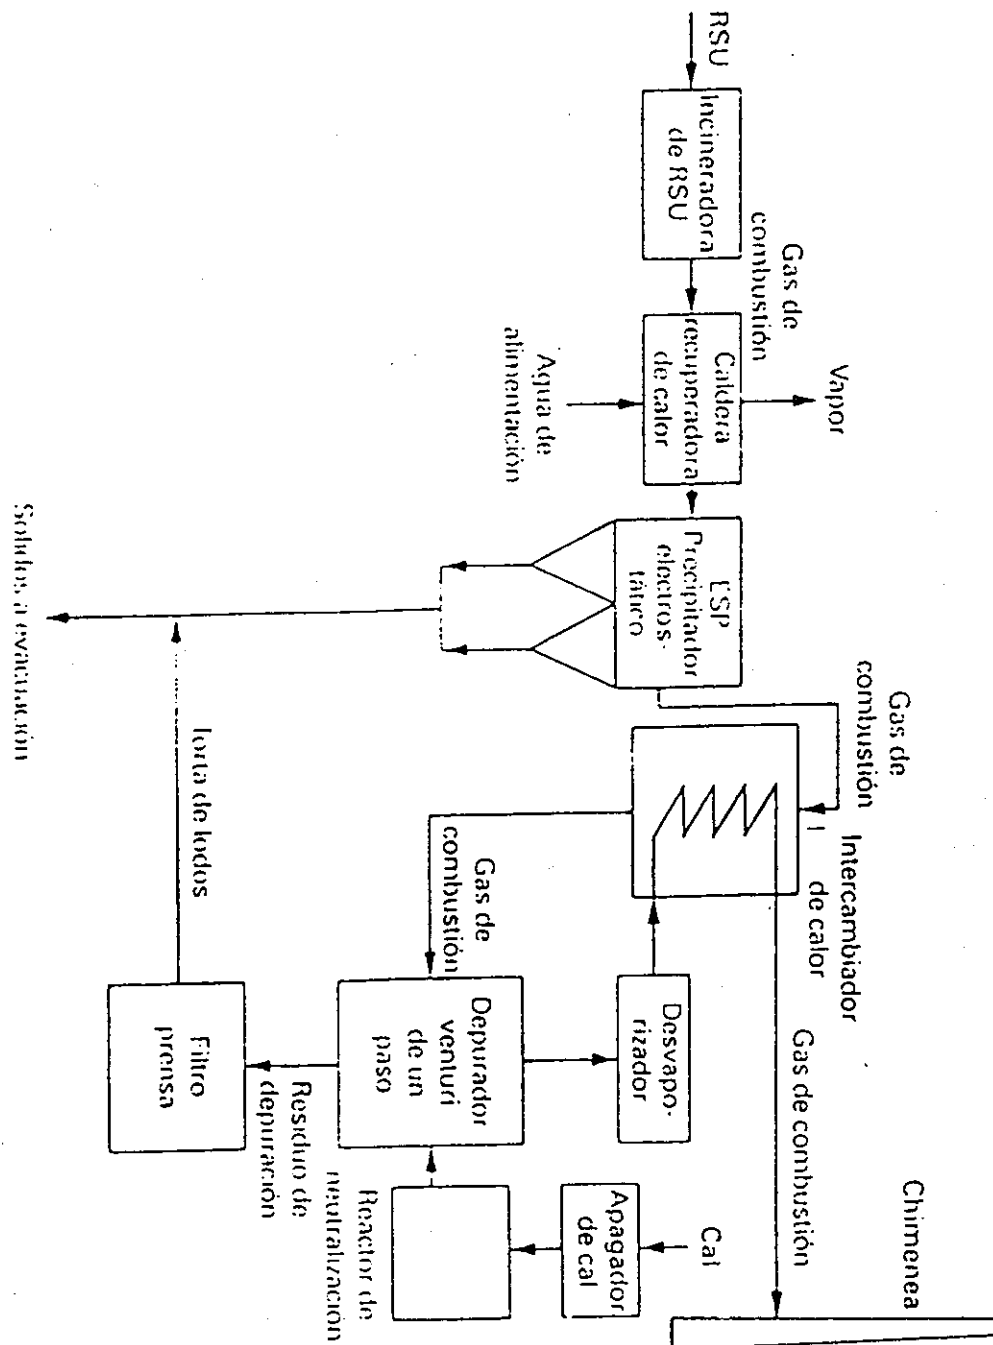 RSU
Incineradora
de RSU
Gas de
combustión
Vapor
Caldera
recuperadora
de calor
Agua de
alimentación
ESP
Precipitador
electros-
tático
Gas de
combustión
Intercambiador
de calor
Gas de combustión
Chimenea
Gas de
combustión
Desvapo-
rizador
Depurador
venturi
de un
paso
Cal
Apagador
de cal
Reactor de
neutralización
Residuo de
depuración
Filtro
prensa
Torta de lodos
Solidos a evacuación